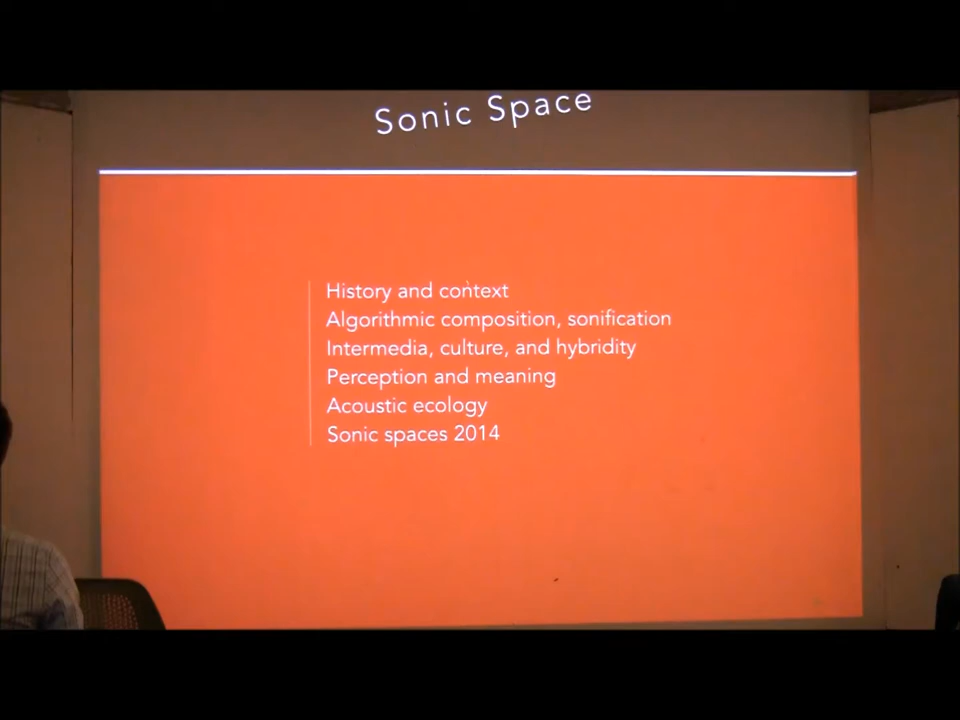 Sonic Space
History and context
Algorithmic composition, sonification
Intermedia, culture, and hybridity
Perception and meaning
Acoustic ecology
Sonic spaces 2014